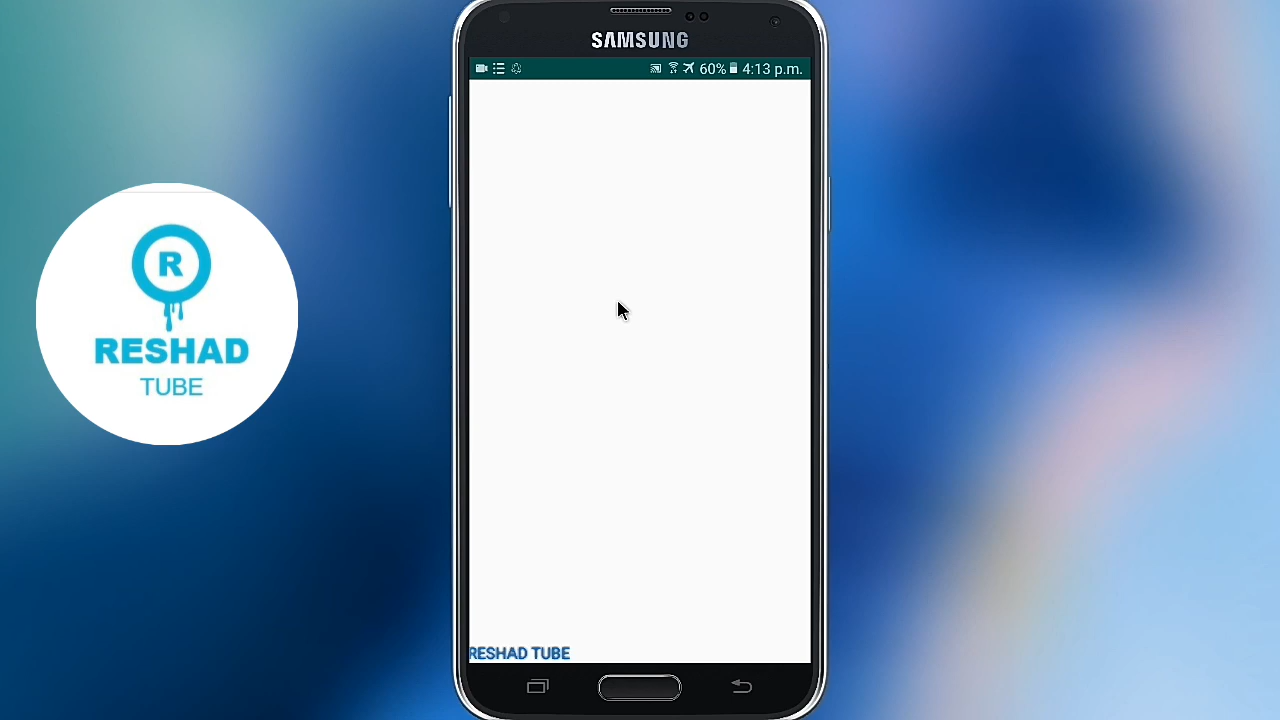 SAMSUNG
60% 4:13 p.m.
R
RESHAD
TUBE
RESHAD TUBE